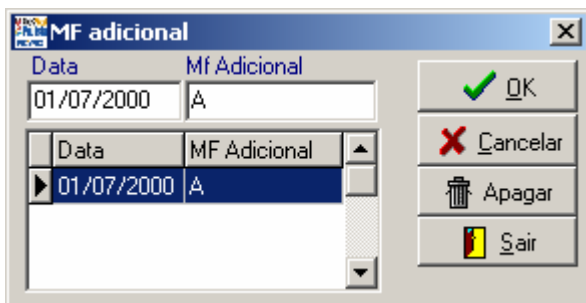 MF adicional
Data Mf Adicional
01/07/2000 A
OK
Data MF Adicional
Cancelar
01/07/2000 A
Apagar
Sair